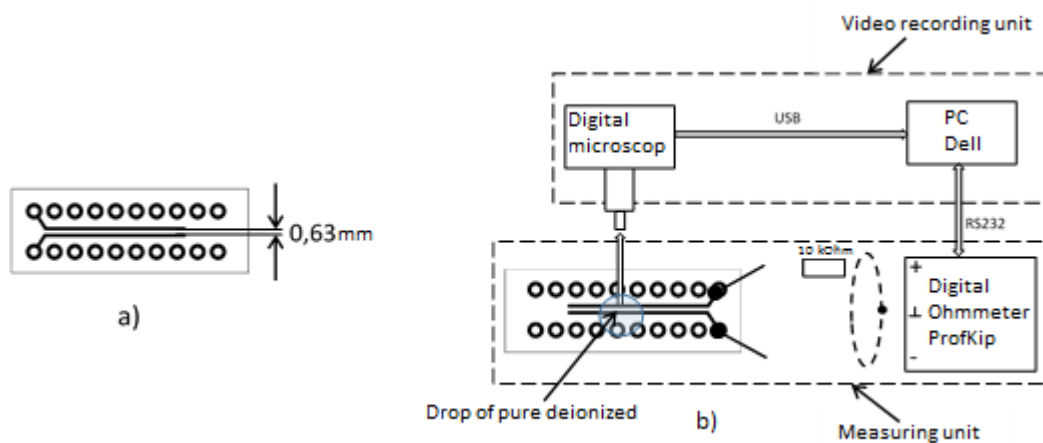 Video recording unit
Digital
microscop
USB
PC
Dell
0,63mm
RS232
10 kOhm
+
Digital
⊥ Ohmmeter
ProfKip
-
a)
Drop of pure deionized
b)
Measuring unit